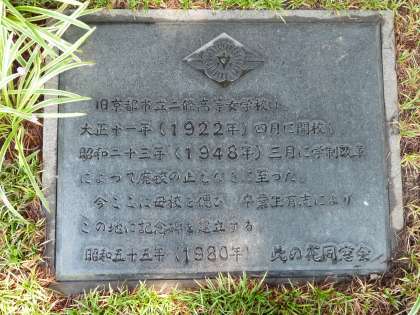 旧京都市立二條高等女学校は
大正十一年(1922年)四月に開校し
昭和二十三年(1948年)三月に学制改革
によって廃校の止むなきに至った。
今ここに母校を偲び 卒業生有志により
この地に記念碑を建立する
昭和五十五年(1980年) 此の花同窓会